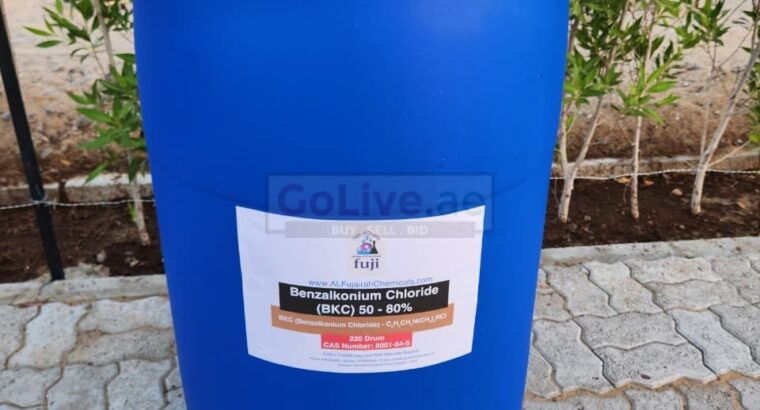 GoLive.ae
BUY . SELL . BID
fuji
www.ALFujairahChemicals.com
Benzalkonium Chloride
(BKC) 50 - 80%
BKC (Benzalkonium Chloride) - C₆H₅CH₂N(CH₃)₂RCl
220 Drum
CAS Number: 8001-54-5